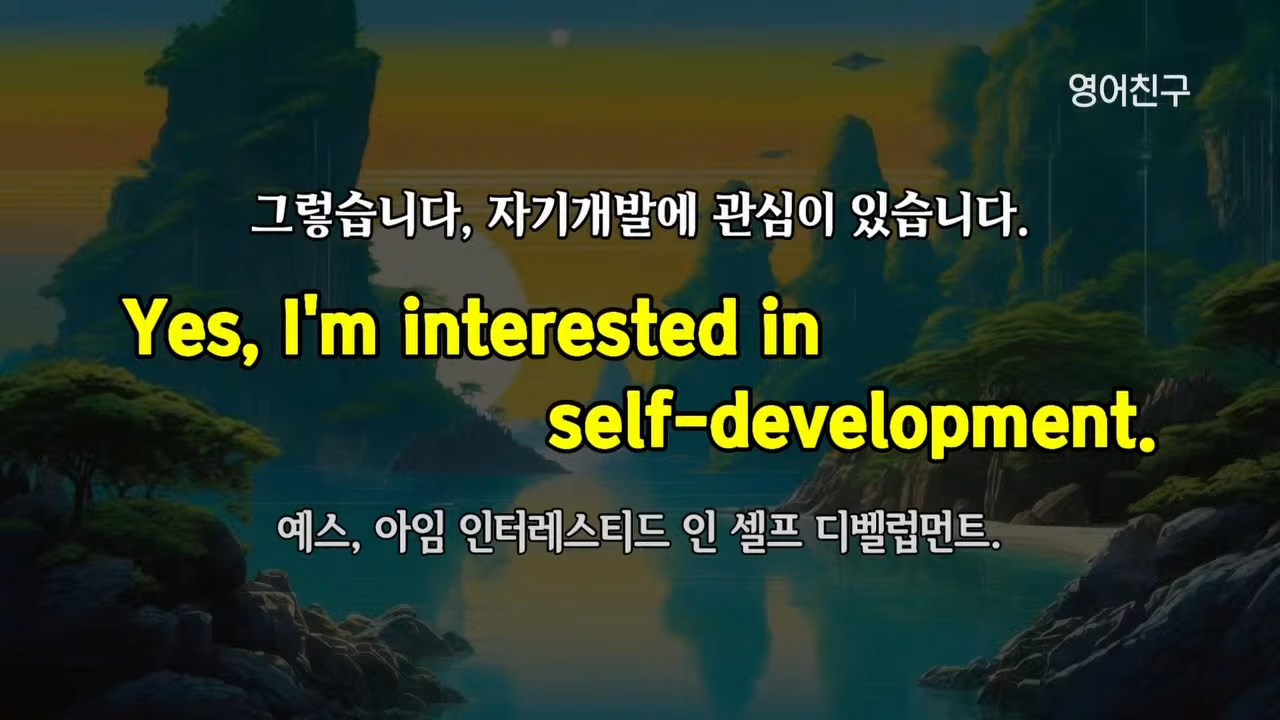 영어친구
그렇습니다, 자기개발에 관심이 있습니다.
Yes, I'm interested in
self-development.
예스, 아임 인터레스티드 인 셀프 디벨럽먼트.